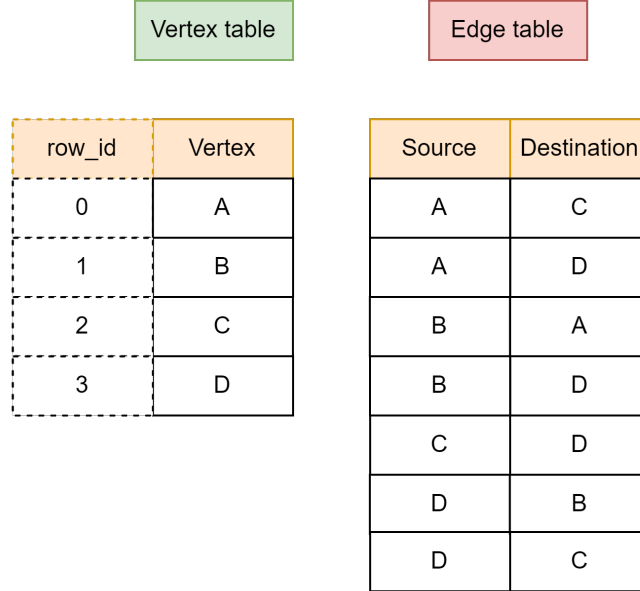 Vertex table
Edge table
row_id Vertex
0 A
1 B
2 C
3 D
Source Destination
A C
A D
B A
B D
C D
D B
D C